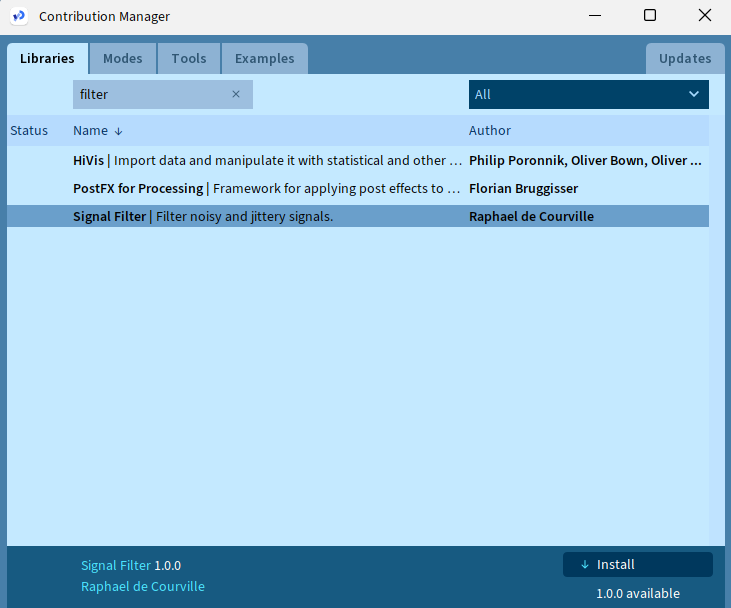 Contribution Manager
Libraries Modes Tools Examples Updates
filter All
Status Name Author
HiVis | Import data and manipulate it with statistical and other ... Philip Poronnik, Oliver Bown, Oliver ...
PostFX for Processing | Framework for applying post effects to ... Florian Bruggisser
Signal Filter | Filter noisy and jittery signals. Raphael de Courville
Signal Filter 1.0.0 Install
Raphael de Courville 1.0.0 available